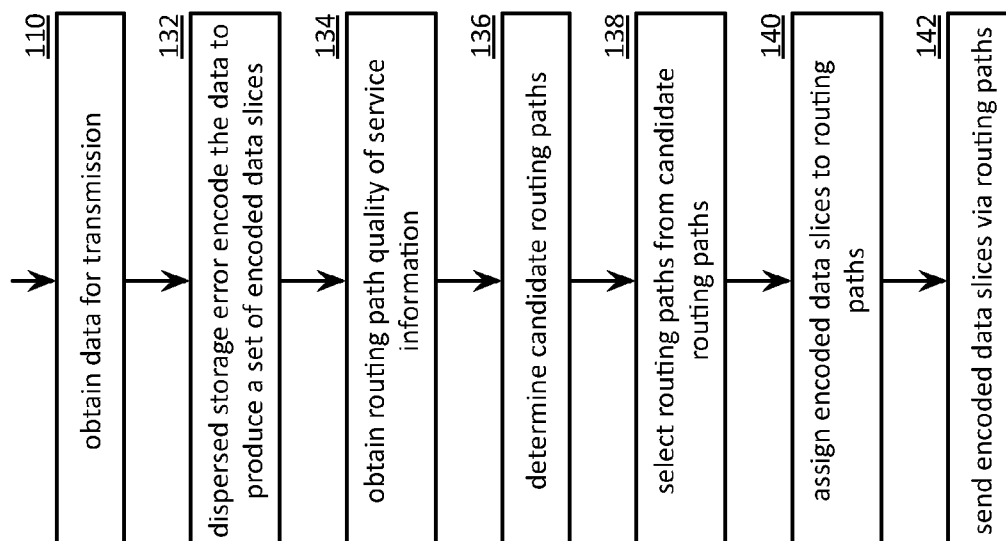 110
obtain data for transmission
132
dispersed storage error encode the data to
produce a set of encoded data slices
134
obtain routing path quality of service
information
136
determine candidate routing paths
138
select routing paths from candidate
routing paths
140
assign encoded data slices to routing
paths
142
send encoded data slices via routing paths